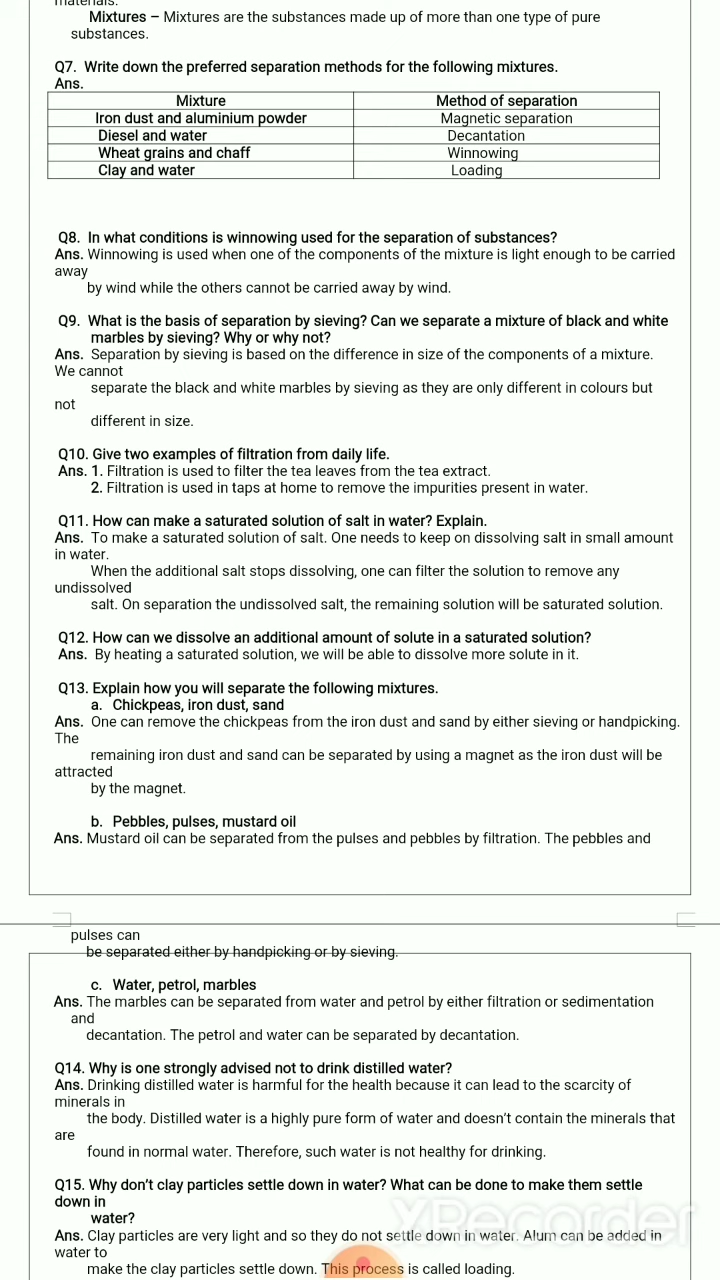 materials.
Mixtures – Mixtures are the substances made up of more than one type of pure
substances.
Q7. Write down the preferred separation methods for the following mixtures.
Ans.
Mixture Method of separation
Iron dust and aluminium powder Magnetic separation
Diesel and water Decantation
Wheat grains and chaff Winnowing
Clay and water Loading
Q8. In what conditions is winnowing used for the separation of substances?
Ans. Winnowing is used when one of the components of the mixture is light enough to be carried
away
by wind while the others cannot be carried away by wind.
Q9. What is the basis of separation by sieving? Can we separate a mixture of black and white
marbles by sieving? Why or why not?
Ans. Separation by sieving is based on the difference in size of the components of a mixture.
We cannot
separate the black and white marbles by sieving as they are only different in colours but
not
different in size.
Q10. Give two examples of filtration from daily life.
Ans. 1. Filtration is used to filter the tea leaves from the tea extract.
2. Filtration is used in taps at home to remove the impurities present in water.
Q11. How can make a saturated solution of salt in water? Explain.
Ans. To make a saturated solution of salt. One needs to keep on dissolving salt in small amount
in water.
When the additional salt stops dissolving, one can filter the solution to remove any
undissolved
salt. On separation the undissolved salt, the remaining solution will be saturated solution.
Q12. How can we dissolve an additional amount of solute in a saturated solution?
Ans. By heating a saturated solution, we will be able to dissolve more solute in it.
Q13. Explain how you will separate the following mixtures.
a. Chickpeas, iron dust, sand
Ans. One can remove the chickpeas from the iron dust and sand by either sieving or handpicking.
The
remaining iron dust and sand can be separated by using a magnet as the iron dust will be
attracted
by the magnet.
b. Pebbles, pulses, mustard oil
Ans. Mustard oil can be separated from the pulses and pebbles by filtration. The pebbles and
pulses can
be separated either by handpicking or by sieving.
c. Water, petrol, marbles
Ans. The marbles can be separated from water and petrol by either filtration or sedimentation
and
decantation. The petrol and water can be separated by decantation.
Q14. Why is one strongly advised not to drink distilled water?
Ans. Drinking distilled water is harmful for the health because it can lead to the scarcity of
minerals in
the body. Distilled water is a highly pure form of water and doesn't contain the minerals that
are
found in normal water. Therefore, such water is not healthy for drinking.
Q15. Why don't clay particles settle down in water? What can be done to make them settle
down in
water?
Ans. Clay particles are very light and so they do not settle down in water. Alum can be added in
water to
make the clay particles settle down. This process is called loading.
XRecorder